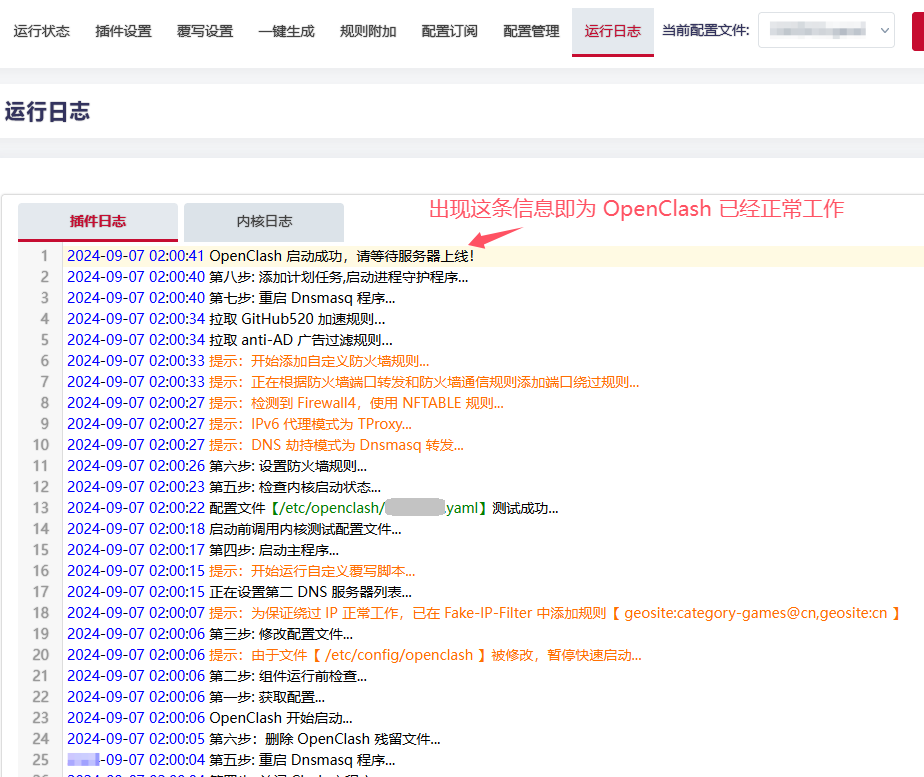 运行状态 插件设置 覆写设置 一键生成 规则附加 配置订阅 配置管理 运行日志 当前配置文件:
运行日志
插件日志 内核日志 出现这条信息即为 OpenClash 已经正常工作
1 2024-09-07 02:00:41 OpenClash 启动成功，请等待服务器上线！
2 2024-09-07 02:00:40 第八步: 添加计划任务,启动进程守护程序...
3 2024-09-07 02:00:40 第七步: 重启 Dnsmasq 程序...
4 2024-09-07 02:00:34 拉取 GitHub520 加速规则...
5 2024-09-07 02:00:34 拉取 anti-AD 广告过滤规则...
6 2024-09-07 02:00:33 提示：开始添加自定义防火墙规则...
7 2024-09-07 02:00:33 提示：正在根据防火墙端口转发和防火墙通信规则添加端口绕过规则...
8 2024-09-07 02:00:27 提示：检测到 Firewall4，使用 NFTABLE 规则...
9 2024-09-07 02:00:27 提示：IPv6 代理模式为 TProxy...
10 2024-09-07 02:00:27 提示：DNS 劫持模式为 Dnsmasq 转发...
11 2024-09-07 02:00:26 第六步: 设置防火墙规则...
12 2024-09-07 02:00:23 第五步: 检查内核启动状态...
13 2024-09-07 02:00:22 配置文件【/etc/openclash/ .yaml】测试成功...
14 2024-09-07 02:00:18 启动前调用内核测试配置文件...
15 2024-09-07 02:00:17 第四步: 启动主程序...
16 2024-09-07 02:00:15 提示：开始运行自定义覆写脚本...
17 2024-09-07 02:00:15 正在设置第二 DNS 服务器列表...
18 2024-09-07 02:00:07 提示：为保证绕过 IP 正常工作，已在 Fake-IP-Filter 中添加规则【 geosite:category-games@cn,geosite:cn 】
19 2024-09-07 02:00:06 第三步: 修改配置文件...
20 2024-09-07 02:00:06 提示：由于文件【 /etc/config/openclash 】被修改，暂停快速启动...
21 2024-09-07 02:00:06 第二步: 组件运行前检查...
22 2024-09-07 02:00:06 第一步: 获取配置...
23 2024-09-07 02:00:06 OpenClash 开始启动...
24 2024-09-07 02:00:05 第六步：删除 OpenClash 残留文件...
25 -09-07 02:00:04 第五步: 重启 Dnsmasq 程序...